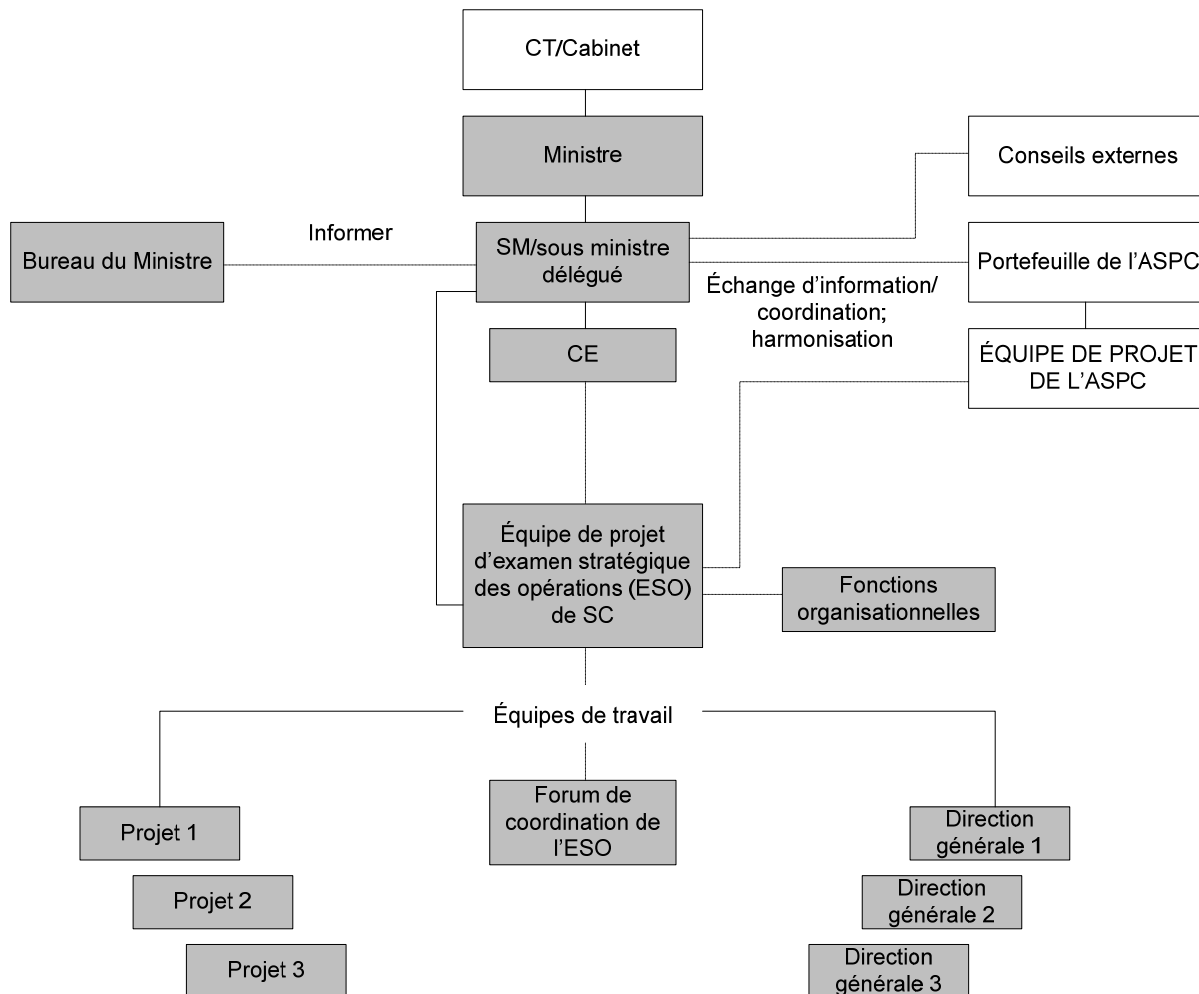 CT/Cabinet
Ministre
Conseils externes
Informer
Bureau du Ministre
SM/sous ministre
délégué
Portefeuille de l'ASPC
Échange d'information/
coordination;
harmonisation
CE
ÉQUIPE DE PROJET
DE L'ASPC
Équipe de projet
d'examen stratégique
des opérations (ESO)
de SC
Fonctions
organisationnelles
Équipes de travail
Projet 1
Forum de
coordination de
l'ESO
Direction
générale 1
Projet 2
Direction
générale 2
Projet 3
Direction
générale 3